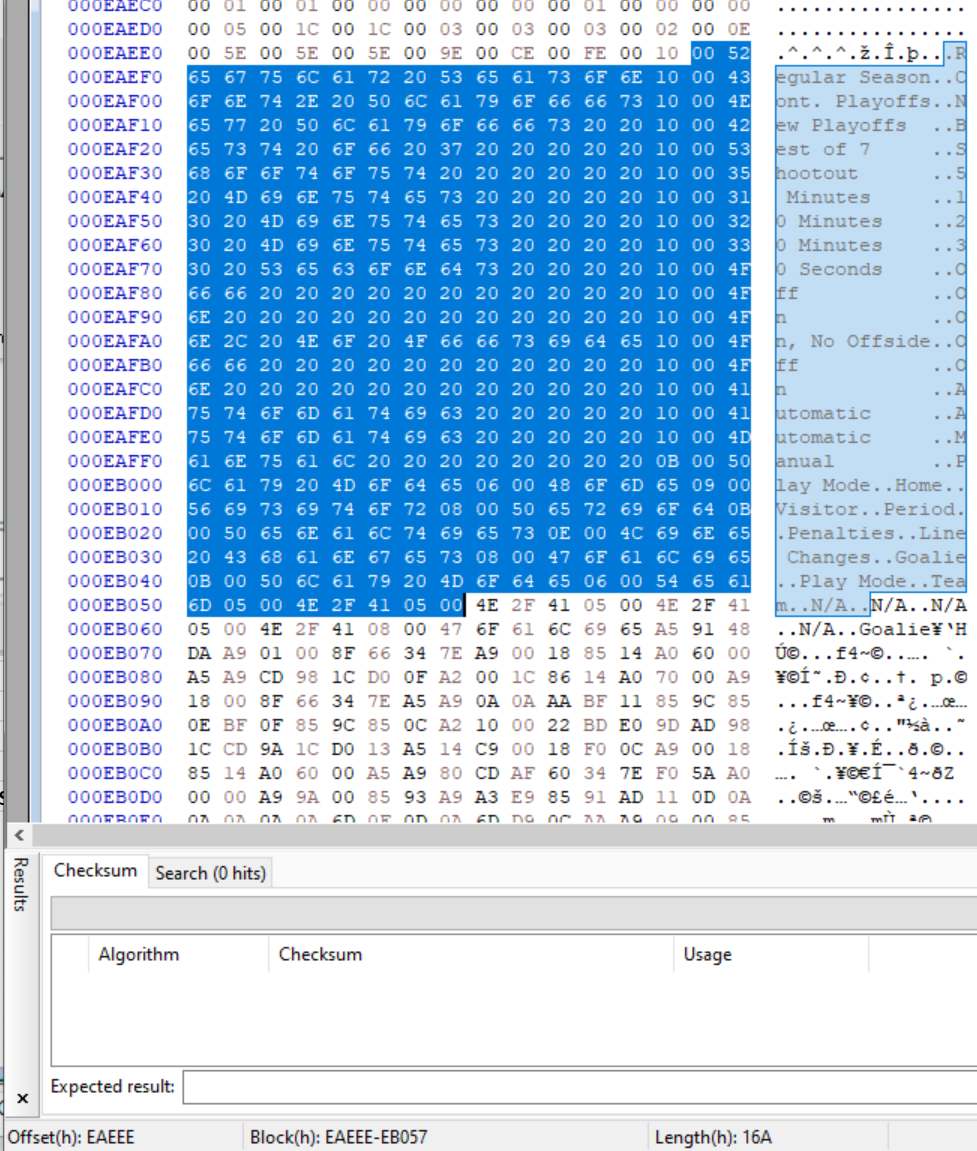 000EAEC0 00 01 00 01 00 00 00 00 00 00 01 00 00 00 00 00 ................
000EAED0 00 05 00 1C 00 1C 00 03 00 03 00 03 00 02 00 0E ................
000EAEE0 00 5E 00 5E 00 5E 00 9E 00 CE 00 FE 00 10 00 52 .^.^.^.ž.Î.þ...R
000EAEF0 65 67 75 6C 61 72 20 53 65 61 73 6F 6E 10 00 43 egular Season..C
000EAF00 6F 6E 74 2E 20 50 6C 61 79 6F 66 66 73 10 00 4E ont. Playoffs..N
000EAF10 65 77 20 50 6C 61 79 6F 66 66 73 20 20 10 00 42 ew Playoffs  ..B
000EAF20 65 73 74 20 6F 66 20 37 20 20 20 20 20 10 00 53 est of 7     ..S
000EAF30 68 6F 6F 74 6F 75 74 20 20 20 20 20 20 10 00 35 hootout      ..5
000EAF40 20 4D 69 6E 75 74 65 73 20 20 20 20 20 10 00 31  Minutes     ..1
000EAF50 30 20 4D 69 6E 75 74 65 73 20 20 20 20 10 00 32 0 Minutes    ..2
000EAF60 30 20 4D 69 6E 75 74 65 73 20 20 20 20 10 00 33 0 Minutes    ..3
000EAF70 30 20 53 65 63 6F 6E 64 73 20 20 20 20 10 00 4F 0 Seconds    ..O
000EAF80 66 66 20 20 20 20 20 20 20 20 20 20 20 10 00 4F ff           ..O
000EAF90 6E 20 20 20 20 20 20 20 20 20 20 20 20 10 00 4F n            ..O
000EAFA0 6E 2C 20 4E 6F 20 4F 66 66 73 69 64 65 10 00 4F n, No Offside..O
000EAFB0 66 66 20 20 20 20 20 20 20 20 20 20 20 10 00 4F ff           ..O
000EAFC0 6E 20 20 20 20 20 20 20 20 20 20 20 20 10 00 41 n            ..A
000EAFD0 75 74 6F 6D 61 74 69 63 20 20 20 20 20 10 00 41 utomatic     ..A
000EAFE0 75 74 6F 6D 61 74 69 63 20 20 20 20 20 10 00 4D utomatic     ..M
000EAFF0 61 6E 75 61 6C 20 20 20 20 20 20 20 20 0B 00 50 anual        ..P
000EB000 6C 61 79 20 4D 6F 64 65 06 00 48 6F 6D 65 09 00 lay Mode..Home..
000EB010 56 69 73 69 74 6F 72 08 00 50 65 72 69 6F 64 0B Visitor..Period.
000EB020 00 50 65 6E 61 6C 74 69 65 73 0E 00 4C 69 6E 65 .Penalties..Line
000EB030 20 43 68 61 6E 67 65 73 08 00 47 6F 61 6C 69 65  Changes..Goalie
000EB040 0B 00 50 6C 61 79 20 4D 6F 64 65 06 00 54 65 61 ..Play Mode..Tea
000EB050 6D 05 00 4E 2F 41 05 00 4E 2F 41 05 00 4E 2F 41 m..N/A..N/A..N/A
000EB060 05 00 4E 2F 41 08 00 47 6F 61 6C 69 65 A5 91 48 ..N/A..Goalie¥‘H
000EB070 DA A9 01 00 8F 66 34 7E A9 00 18 85 14 A0 60 00 Ú©...f4~©..…. `.
000EB080 A5 A9 CD 98 1C D0 0F A2 00 1C 86 14 A0 70 00 A9 ¥©Í˜.Ð.¢..†. p.©
000EB090 18 00 8F 66 34 7E A5 A9 0A 0A AA BF 11 85 9C 85 ...f4~¥©..ª¿.…œ…
000EB0A0 0E BF 0F 85 9C 85 0C A2 10 00 22 BD E0 9D AD 98 .¿.…œ….¢.."½à..˜
000EB0B0 1C CD 9A 1C D0 13 A5 14 C9 00 18 F0 0C A9 00 18 .Íš.Ð.¥.É..ð.©..
000EB0C0 85 14 A0 60 00 A5 A9 80 CD AF 60 34 7E F0 5A A0 …. `.¥©€Í¯`4~ðZ
000EB0D0 00 00 A9 9A 00 85 93 A9 A3 E9 85 91 AD 11 0D 0A ..©š.…“©£é…‘....
Results
Checksum Search (0 hits)
Algorithm Checksum Usage
Expected result:
Offset(h): EAEEE Block(h): EAEEE-EB057 Length(h): 16A